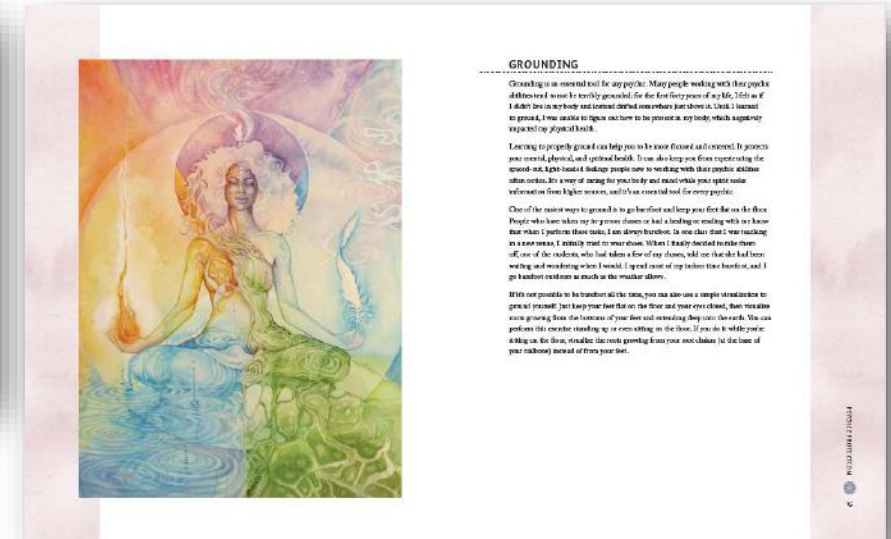 GROUNDING
Grounding is an essential tool for any psychic. Many people working with their psychic
abilities tend to not be terribly grounded; for the first forty years of my life, I felt as if
I didn't live in my body and instead drifted somewhere just above it. Until I learned
to ground, I was unable to figure out how to be present in my body, which negatively
impacted my physical health.
Learning to properly ground can help you to be more focused and centered. It protects
your mental, physical, and spiritual health. It can also keep you from experiencing the
spaced-out, light-headed feelings people new to working with their psychic abilities
often notice. It's a way of caring for your body and mind while your spirit seeks
information from higher sources, and it's an essential tool for every psychic.
One of the easiest ways to ground is to go barefoot and keep your feet flat on the floor.
People who have taken my in-person classes or had a healing or reading with me know
that when I perform these tasks, I am always barefoot. In one class that I was teaching
in a new venue, I initially tried to wear shoes. When I finally decided to take them
off, one of the students, who had taken a few of my classes, told me that she had been
waiting and wondering when I would. I spend most of my indoor time barefoot, and I
go barefoot outdoors as much as the weather allows.
If it's not possible to be barefoot all the time, you can also use a simple visualization to
ground yourself. Just keep your feet flat on the floor and your eyes closed, then visualize
roots growing from the bottoms of your feet and extending deep into the earth. You can
perform this exercise standing up or even sitting on the floor. If you do it while you're
sitting on the floor, visualize the roots growing from your root chakra (at the base of
your tailbone) instead of from your feet.
PSYCHIC PROTECTION